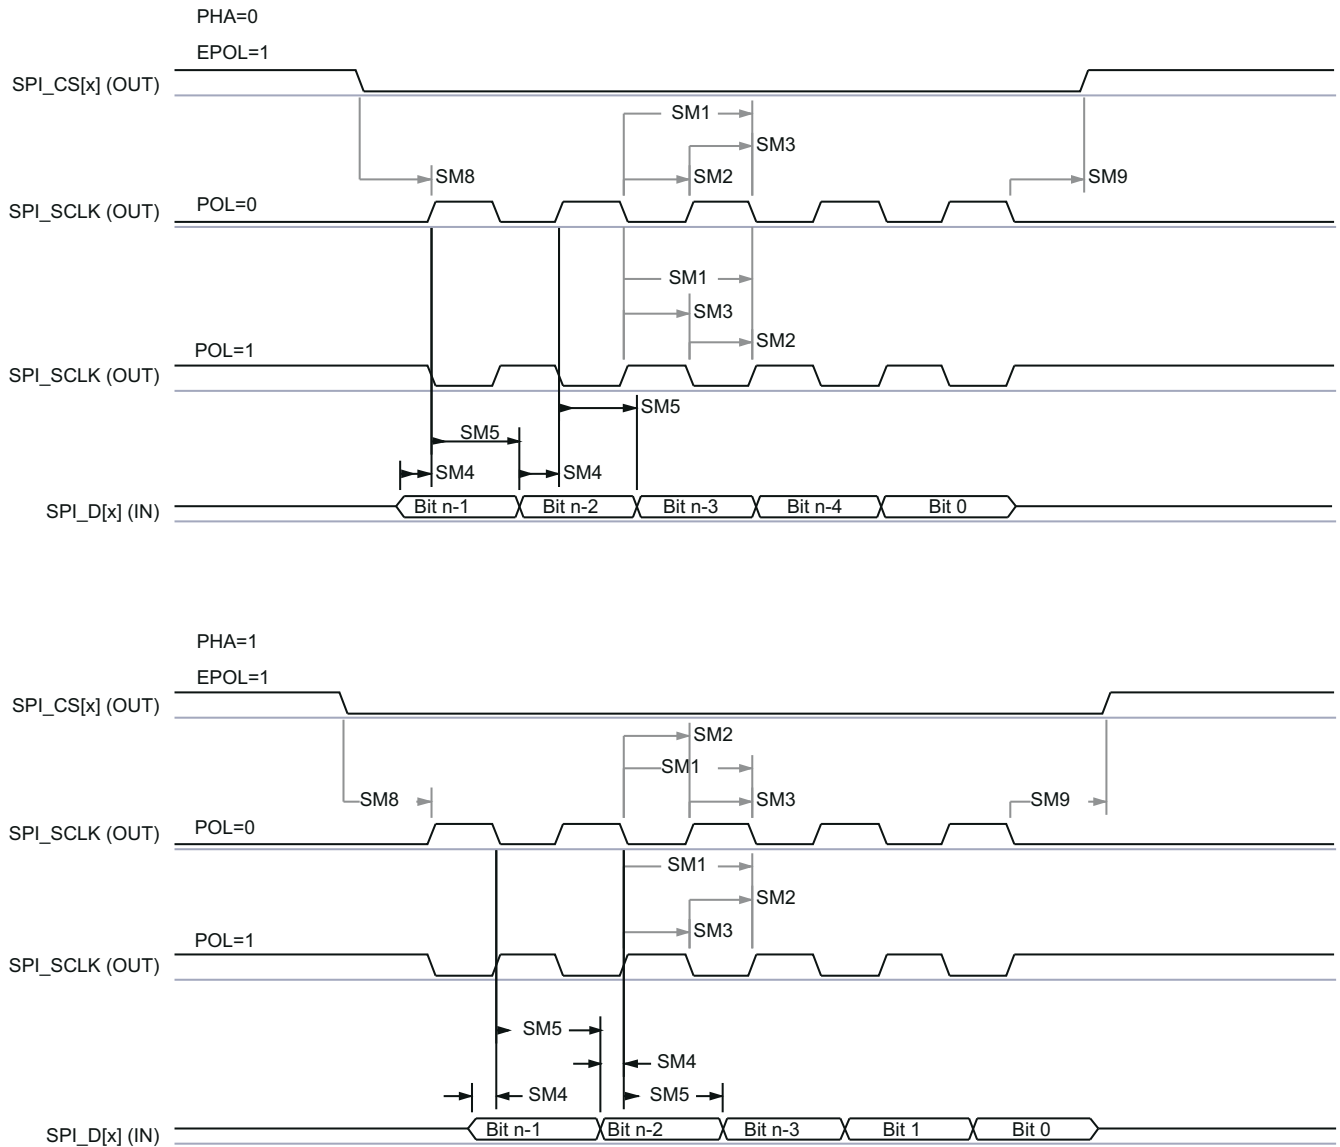 PHA=0
EPOL=1
SPI_CS[x] (OUT)
SM1
SM3
SM8
SM2
SM9
POL=0
SPI_SCLK (OUT)
SM1
SM3
SM2
POL=1
SPI_SCLK (OUT)
SM5
SM5
SM4
SM4
SPI_D[x] (IN)
Bit n-1
Bit n-2
Bit n-3
Bit n-4
Bit 0
PHA=1
EPOL=1
SPI_CS[x] (OUT)
SM2
SM1
SM8
SM3
SM9
POL=0
SPI_SCLK (OUT)
SM1
SM2
SM3
POL=1
SPI_SCLK (OUT)
SM5
SM4
SM4
SM5
SPI_D[x] (IN)
Bit n-1
Bit n-2
Bit n-3
Bit 1
Bit 0